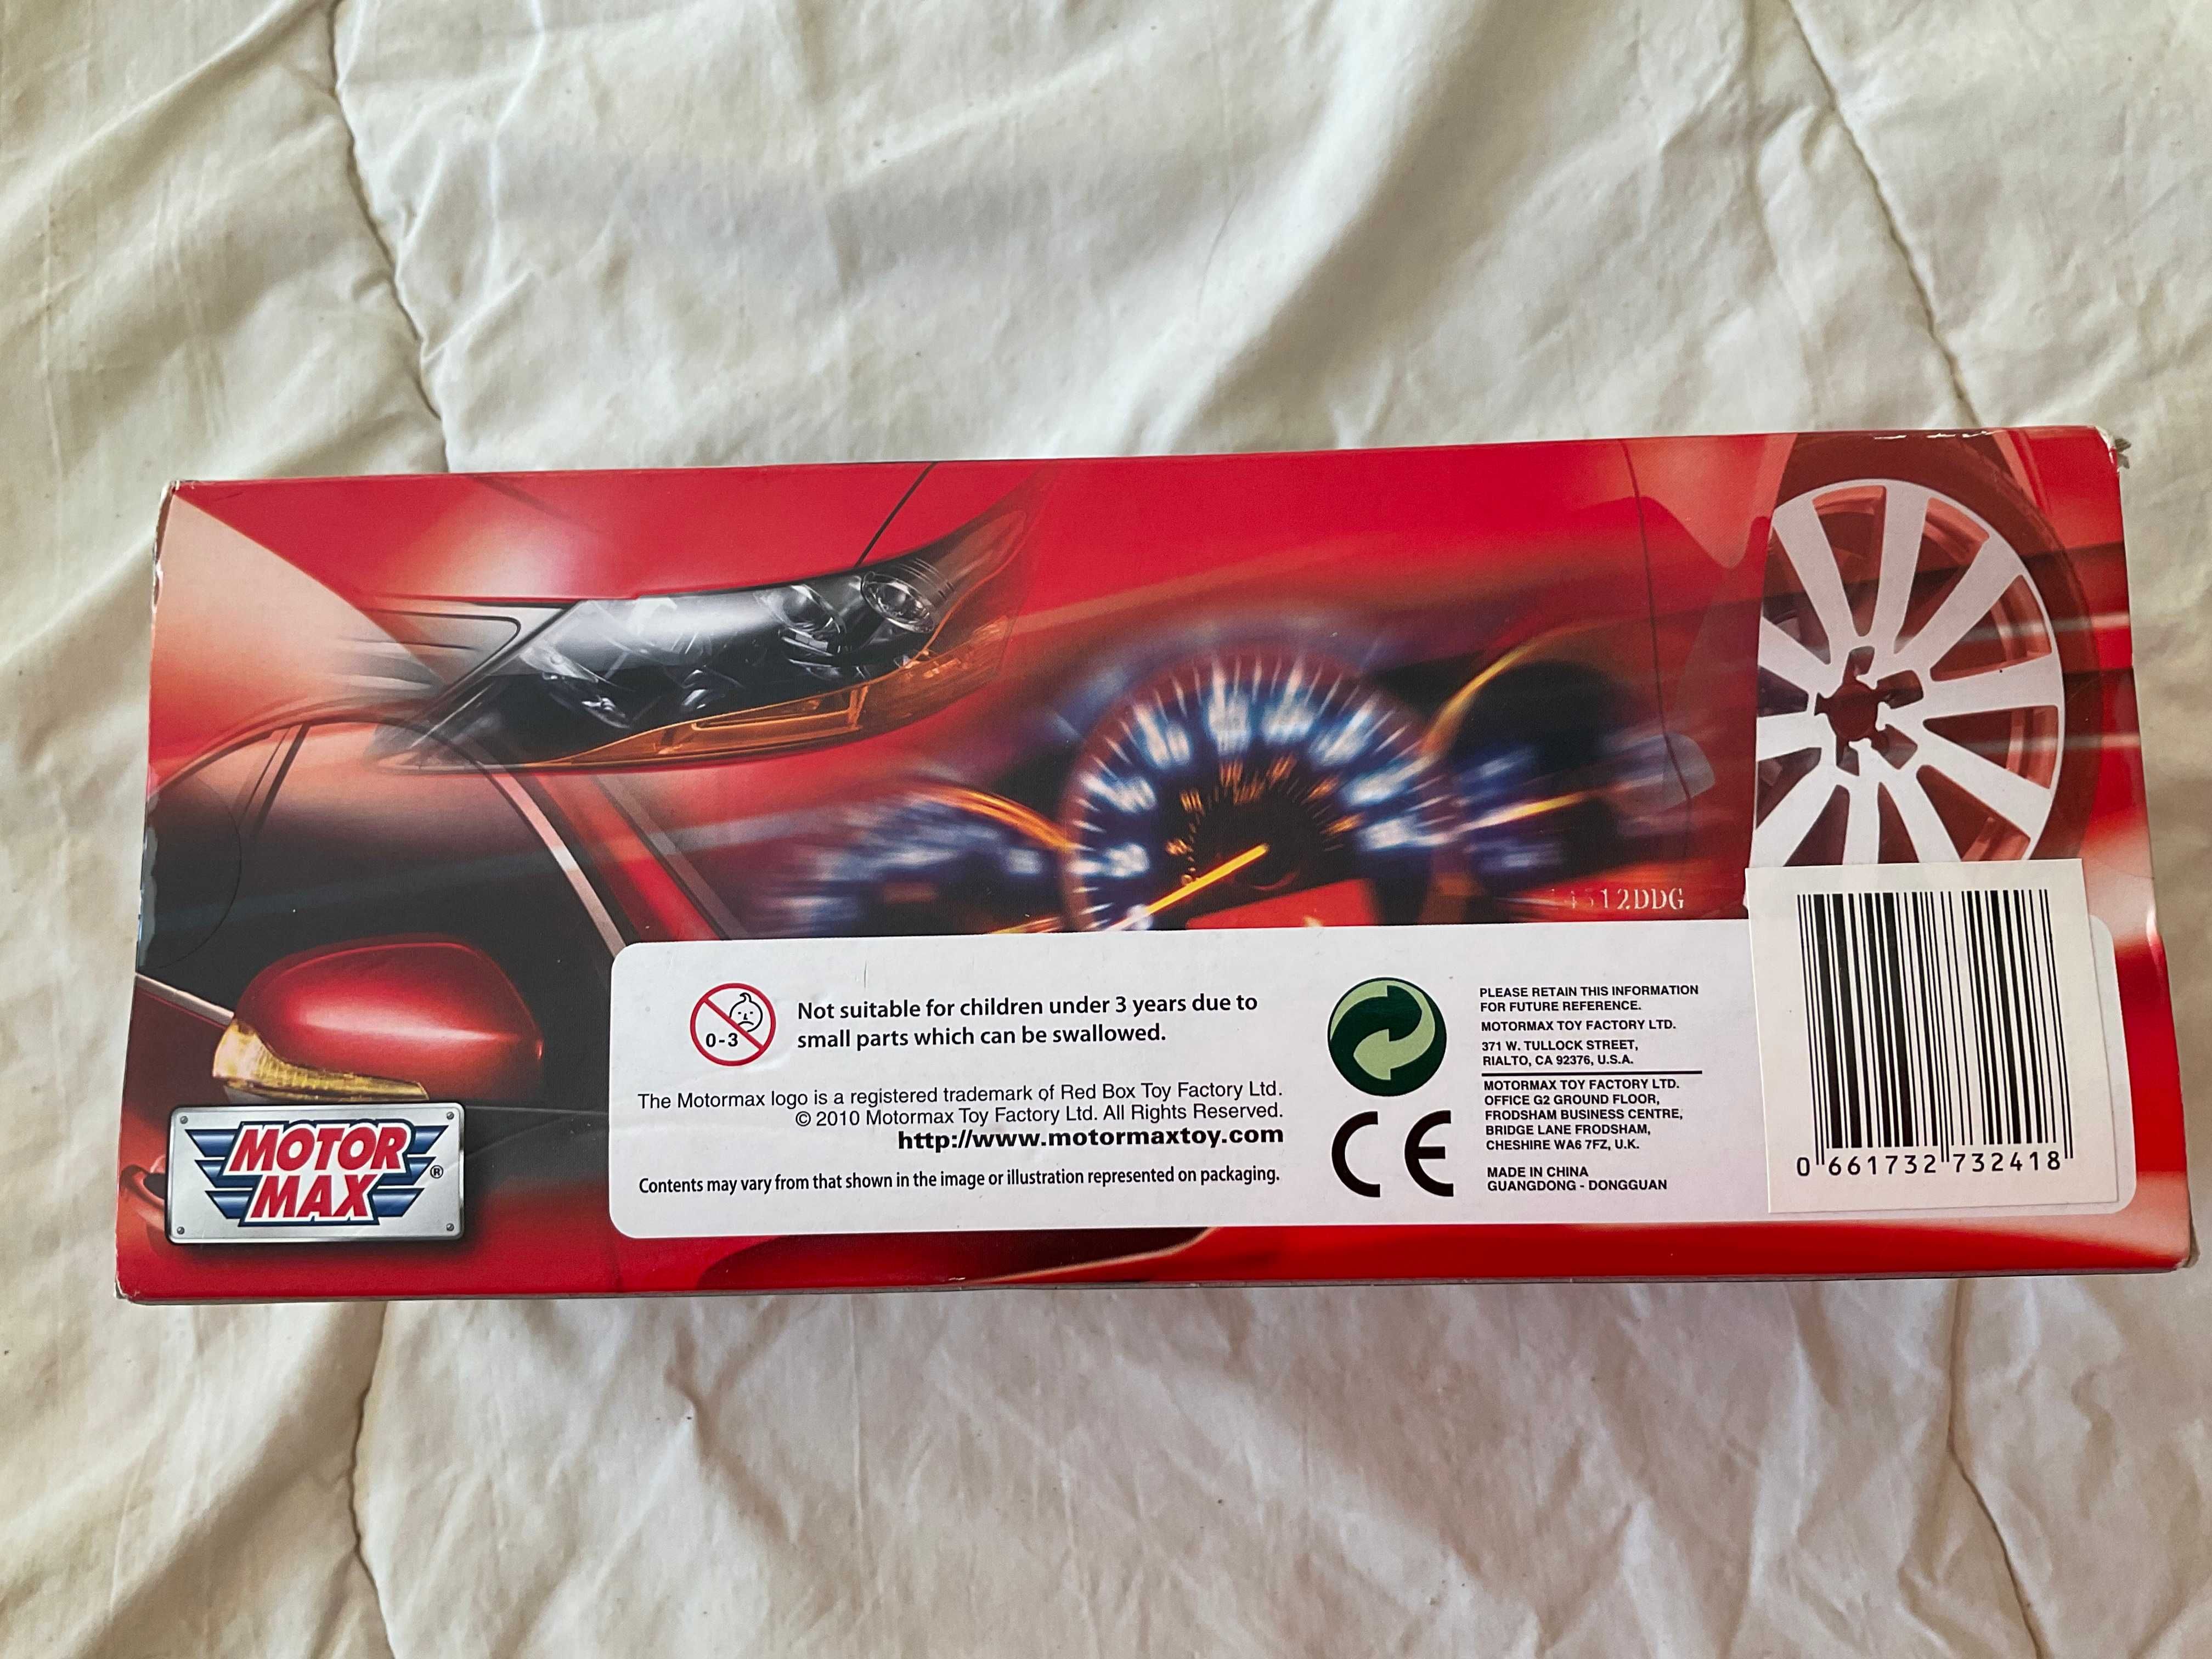 12DDG
0-3
Not suitable for children under 3 years due to
small parts which can be swallowed.
The Motormax logo is a registered trademark of Red Box Toy Factory Ltd.
© 2010 Motormax Toy Factory Ltd. All Rights Reserved.
http://www.motormaxtoy.com
Contents may vary from that shown in the image or illustration represented on packaging.
MOTOR
MAX
®
CE
PLEASE RETAIN THIS INFORMATION
FOR FUTURE REFERENCE.
MOTORMAX TOY FACTORY LTD.
371 W. TULLOCK STREET,
RIALTO, CA 92376, U.S.A.
MOTORMAX TOY FACTORY LTD.
OFFICE G2 GROUND FLOOR,
FRODSHAM BUSINESS CENTRE,
BRIDGE LANE FRODSHAM,
CHESHIRE WA6 7FZ, U.K.
MADE IN CHINA
GUANGDONG - DONGGUAN
0 661732 732418